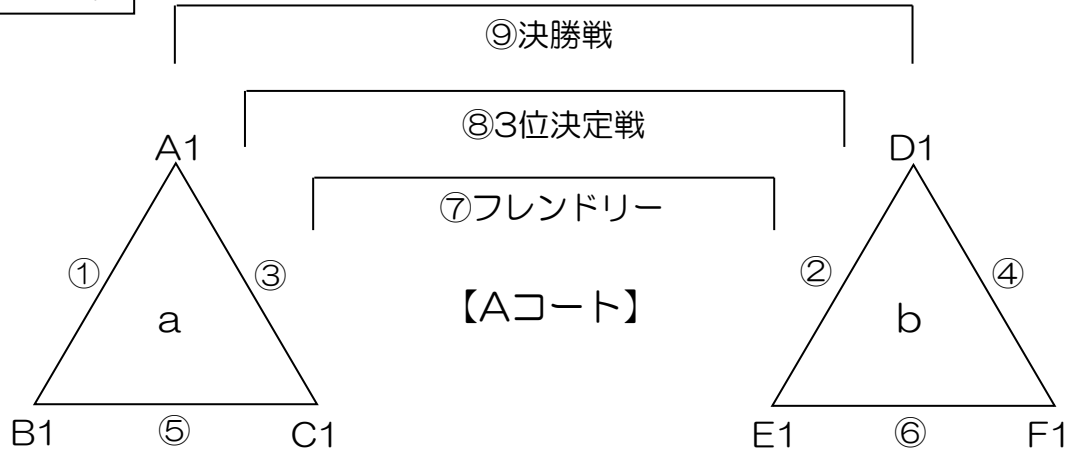 ⑨決勝戦
⑧3位決定戦
A1
D1
⑦フレンドリー
①
③
②
④
【Aコート】
a
b
B1
⑤
C1
E1
⑥
F1